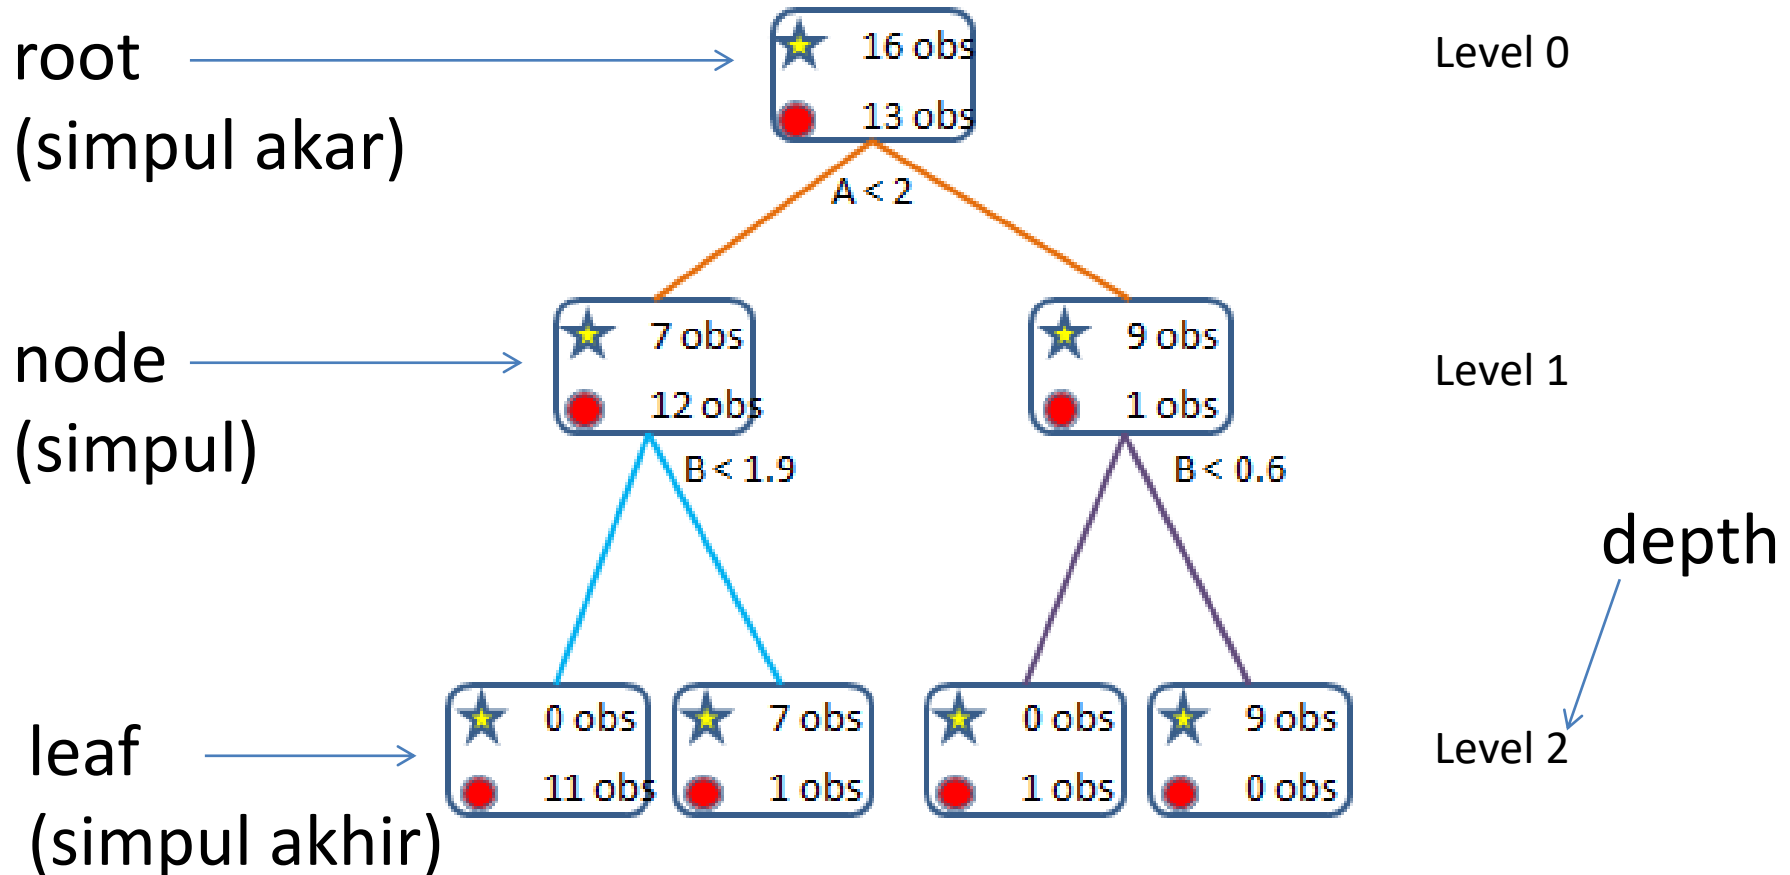 root
(simpul akar)
16 obs
13 obs
Level 0
A < 2
node
(simpul)
7 obs
12 obs
9 obs
1 obs
Level 1
B < 1.9
B < 0.6
depth
leaf
(simpul akhir)
0 obs
11 obs
7 obs
1 obs
0 obs
1 obs
9 obs
0 obs
Level 2